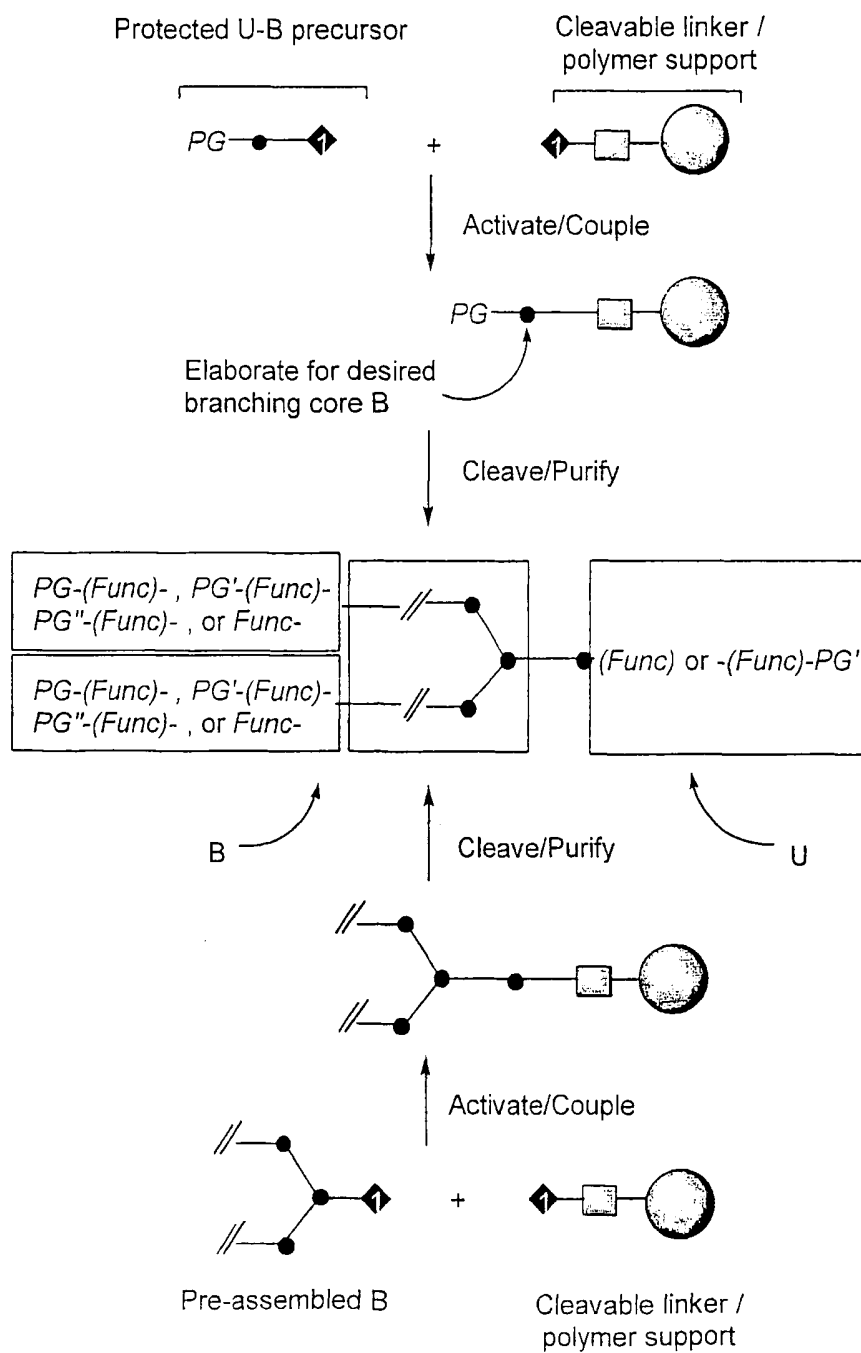 Protected U-B precursor
Cleavable linker /
polymer support
PG
1
+
1
Activate/Couple
PG
Elaborate for desired
branching core B
Cleave/Purify
PG-(Func)- , PG'-(Func)-
PG"-(Func)- , or Func-
(Func) or -(Func)-PG'
PG-(Func)- , PG'-(Func)-
PG"-(Func)- , or Func-
B
Cleave/Purify
U
Activate/Couple
1
+
1
Pre-assembled B
Cleavable linker /
polymer support